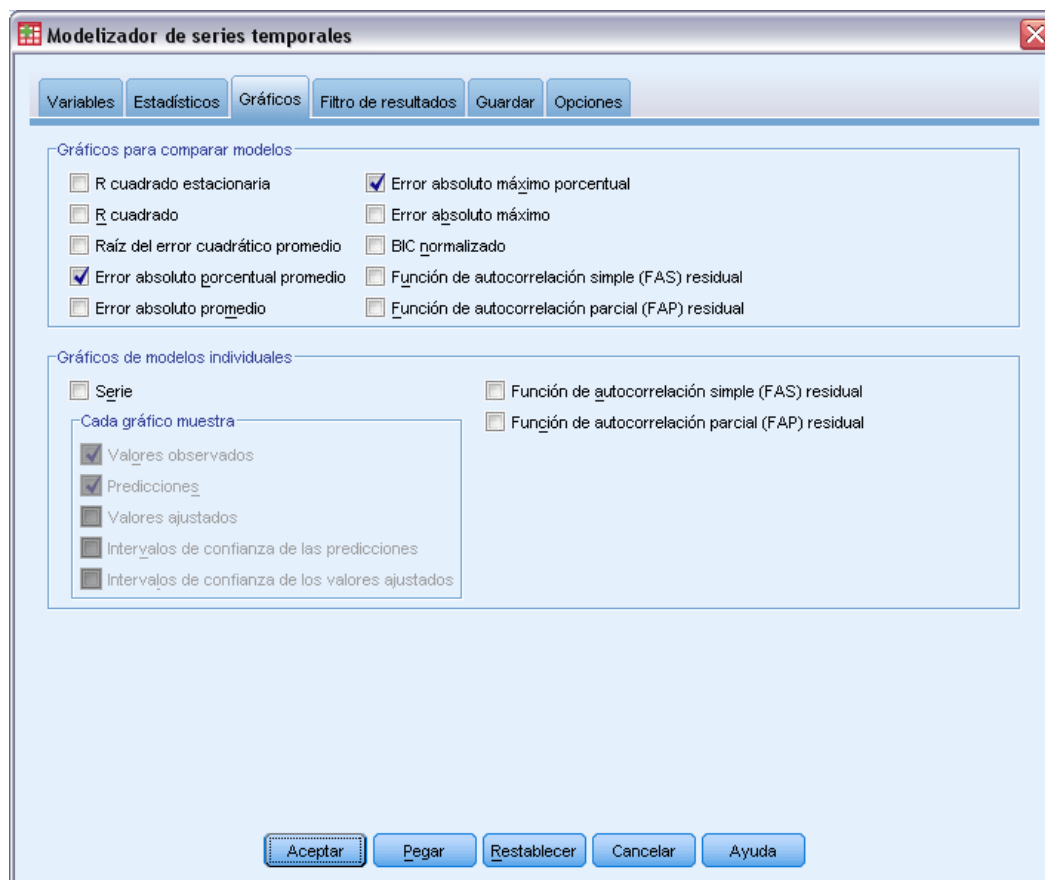 Modelizador de series temporales
Variables
Estadísticos
Gráficos
Filtro de resultados
Guardar
Opciones
Gráficos para comparar modelos
R cuadrado estacionaria
R cuadrado
Raíz del error cuadrático promedio
Error absoluto porcentual promedio
Error absoluto promedio
Error absoluto máximo porcentual
Error absoluto máximo
BIC normalizado
Función de autocorrelación simple (FAS) residual
Función de autocorrelación parcial (FAP) residual
Gráficos de modelos individuales
Serie
Cada gráfico muestra
Valores observados
Predicciones
Valores ajustados
Intervalos de confianza de las predicciones
Intervalos de confianza de los valores ajustados
Función de autocorrelación simple (FAS) residual
Función de autocorrelación parcial (FAP) residual
Aceptar
Pegar
Restablecer
Cancelar
Ayuda